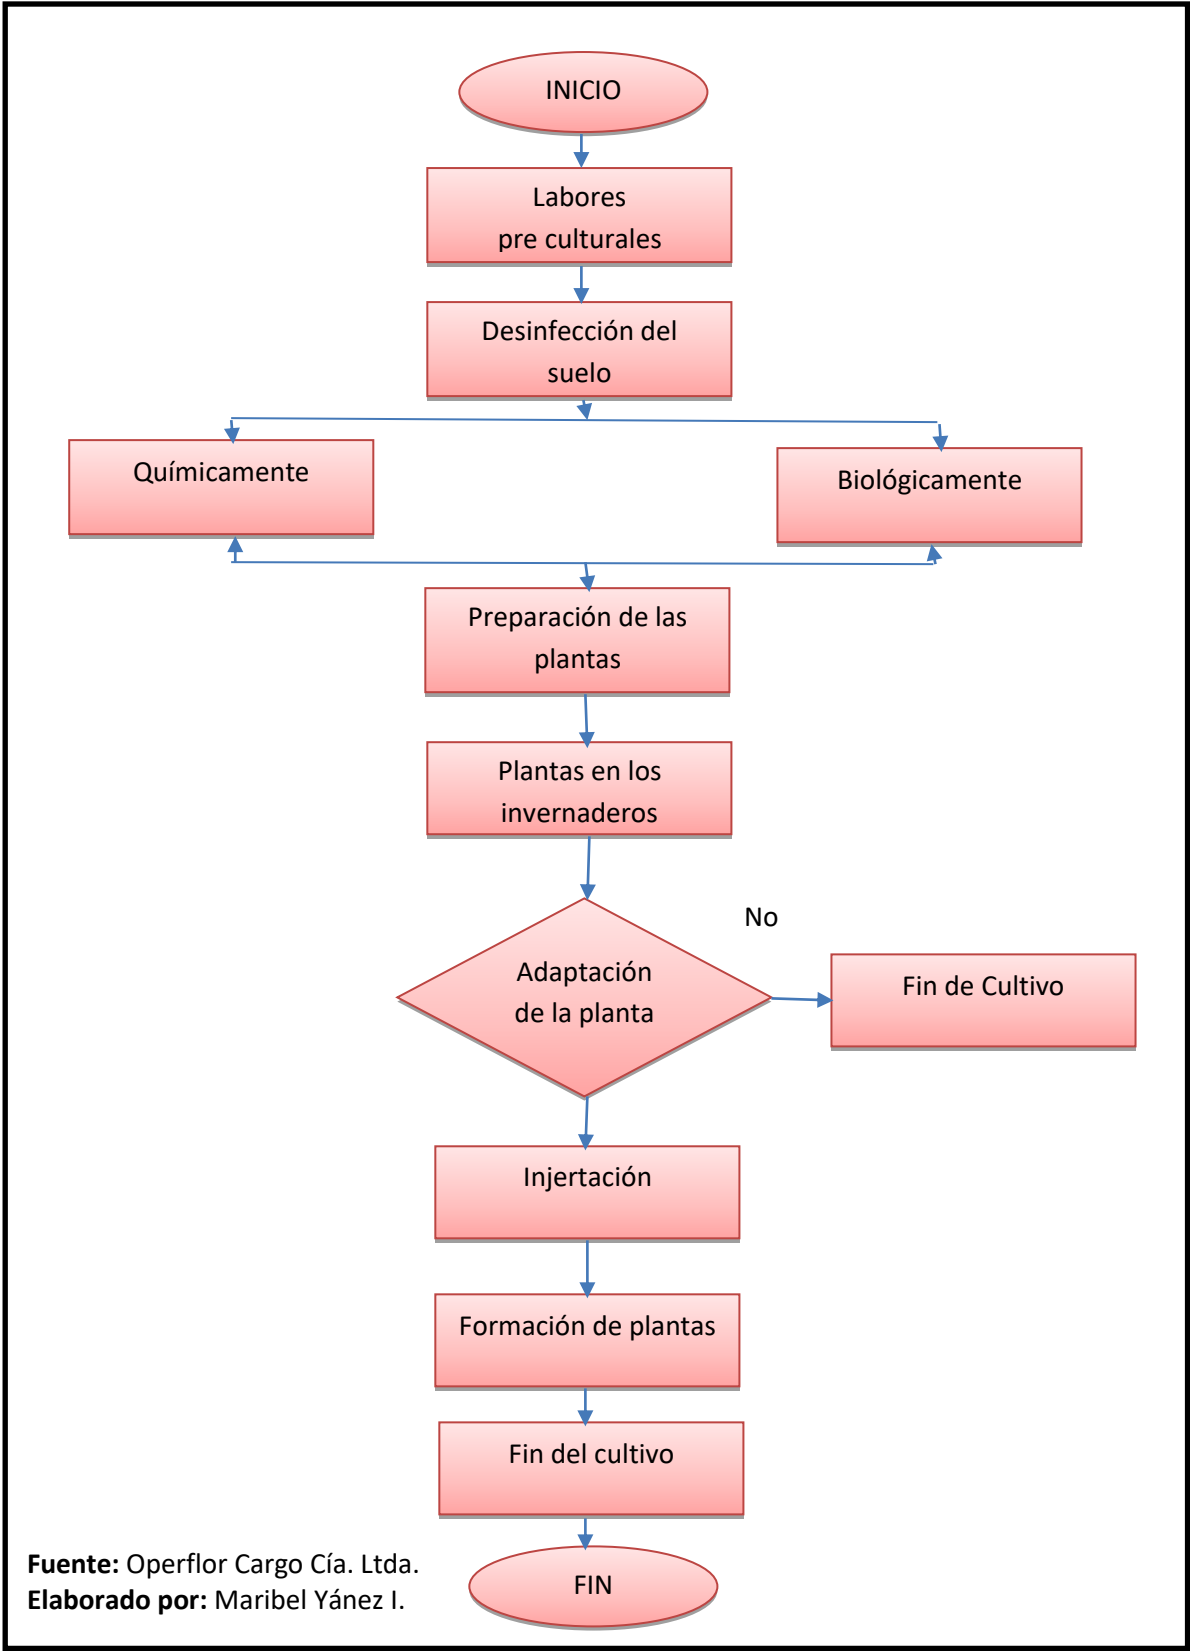 INICIO
Labores
pre culturales
Desinfección del
suelo
Químicamente
Biológicamente
Preparación de las
plantas
Plantas en los
invernaderos
No
Adaptación
de la planta
Fin de Cultivo
Injertación
Formación de plantas
Fin del cultivo
FIN
Fuente: Operflor Cargo Cía. Ltda.
Elaborado por: Maribel Yánez I.